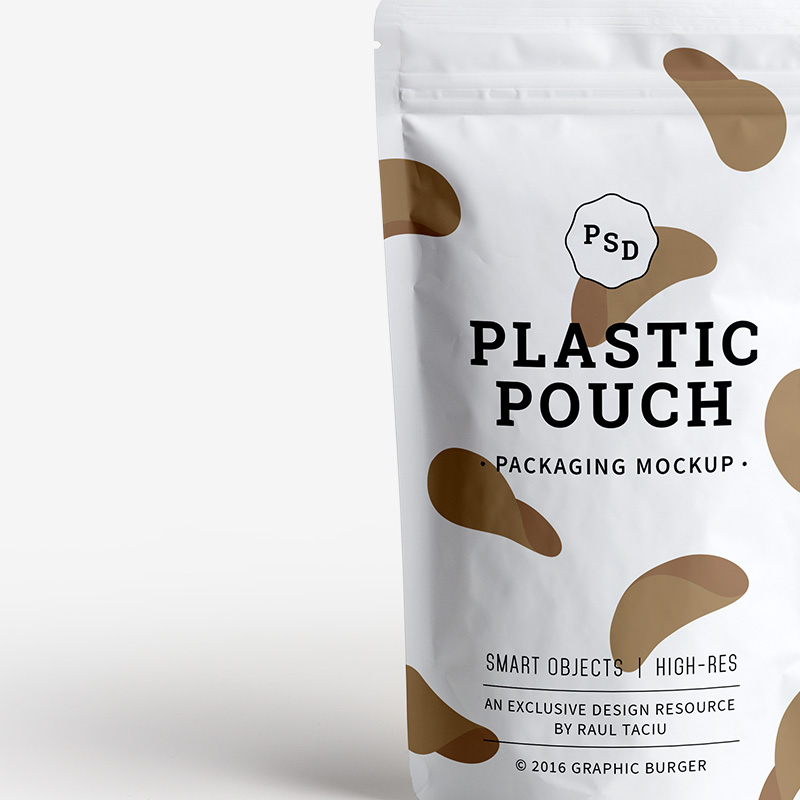 PSD
PLASTIC
POUCH
· PACKAGING MOCKUP ·
SMART OBJECTS | HIGH-RES
AN EXCLUSIVE DESIGN RESOURCE
BY RAUL TACIU
© 2016 GRAPHIC BURGER